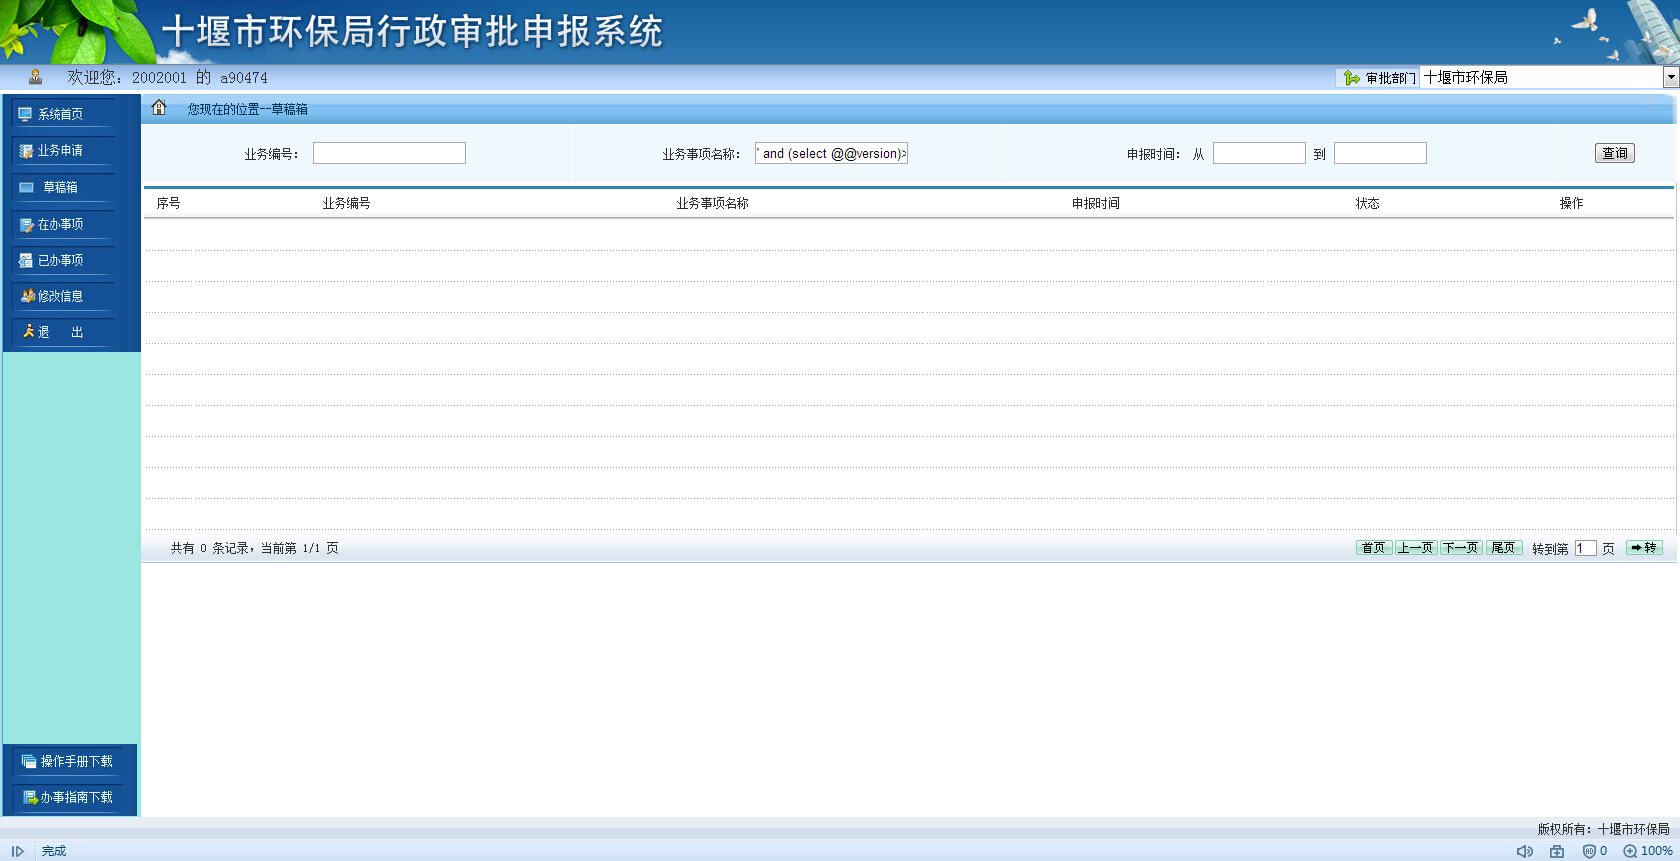 十堰市环保局行政审批申报系统
欢迎您：2002001 的 a90474
审批部门 十堰市环保局
系统首页
业务申请
草稿箱
在办事项
已办事项
修改信息
退 出
您现在的位置--草稿箱
业务编号： 业务事项名称： ' and (select @@version)> 申报时间： 从 到 查询
序号 业务编号 业务事项名称 申报时间 状态 操作
共有 0 条记录，当前第 1/1 页 首页 上一页 下一页 尾页 转到第 1 页 转
操作手册下载
办事指南下载
版权所有：十堰市环保局
完成 0 100%